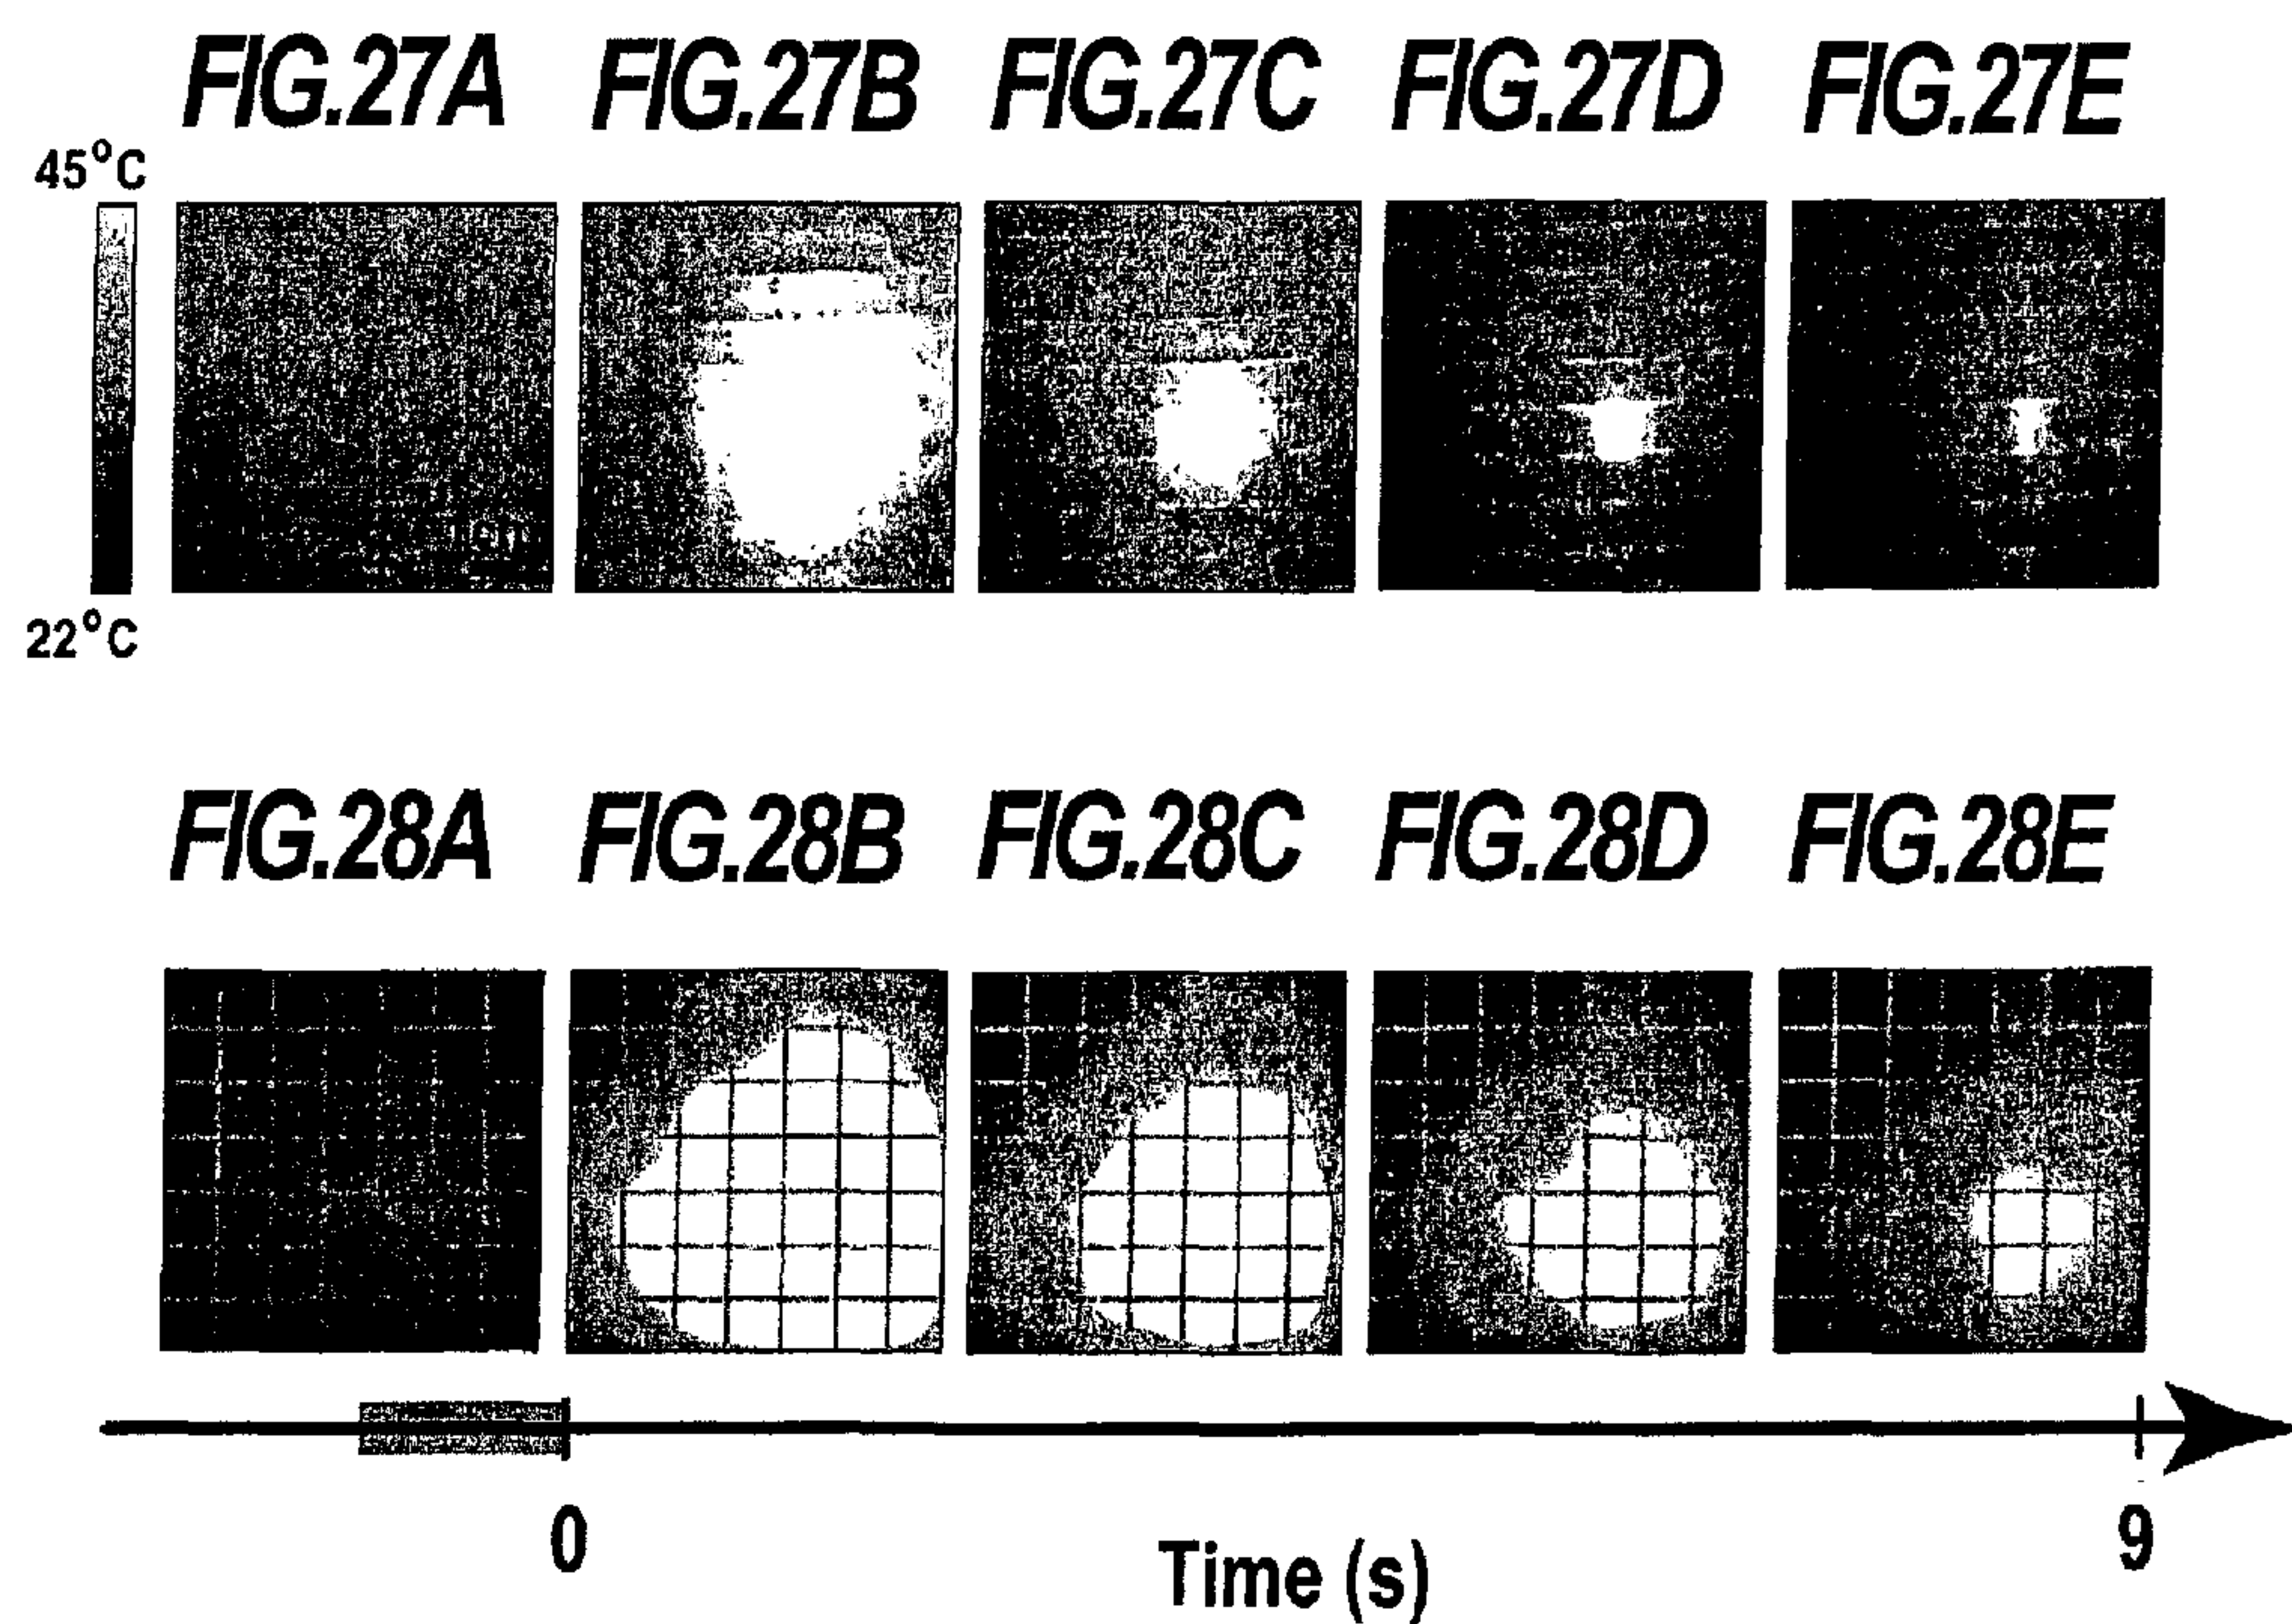 FIG.27A FIG.27B FIG.27C FIG.27D FIG.27E
45°C
22°C
FIG.28A FIG.28B FIG.28C FIG.28D FIG.28E
0 9
Time (s)